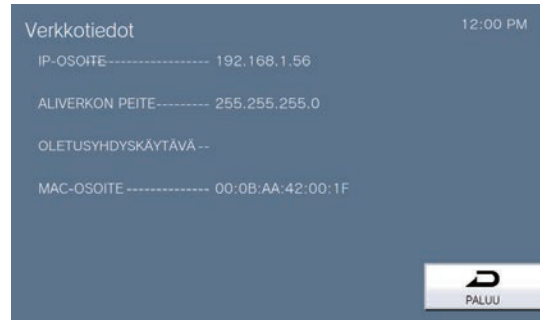 Verkkotiedot
12:00 PM
IP-OSOITE----------------- 192.168.1.56
ALIVERKON PEITE--------- 255.255.255.0
OLETUSYHDYSKÄYTÄVÄ--
MAC-OSOITE -------------- 00:0B:AA:42:00:1F
PALUU